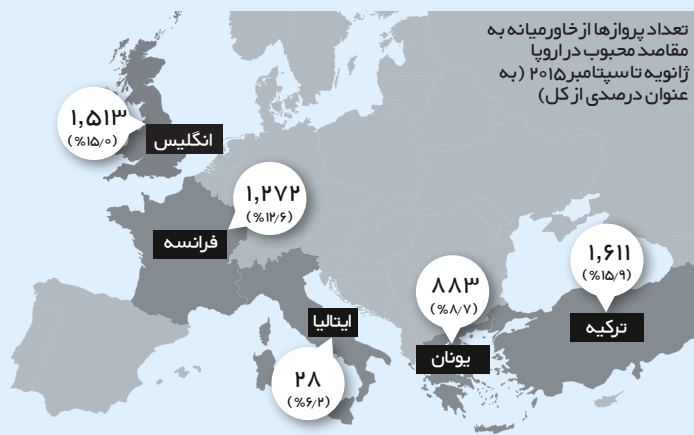 تعداد پروازها از خاورمیانه به
مقاصد محبوب در اروپا
ژانویه تا سپتامبر ۲۰۱۵ (به
عنوان درصدی از کل)
۱,۵۱۳
(%۱۵/۰)
انگلیس
۱,۲۷۲
(%۱۲/۶)
فرانسه
۱,۶۱۱
(%۱۵/۹)
ترکیه
۸۸۳
(%۸/۷)
یونان
ایتالیا
۲۸
(%۶/۲)